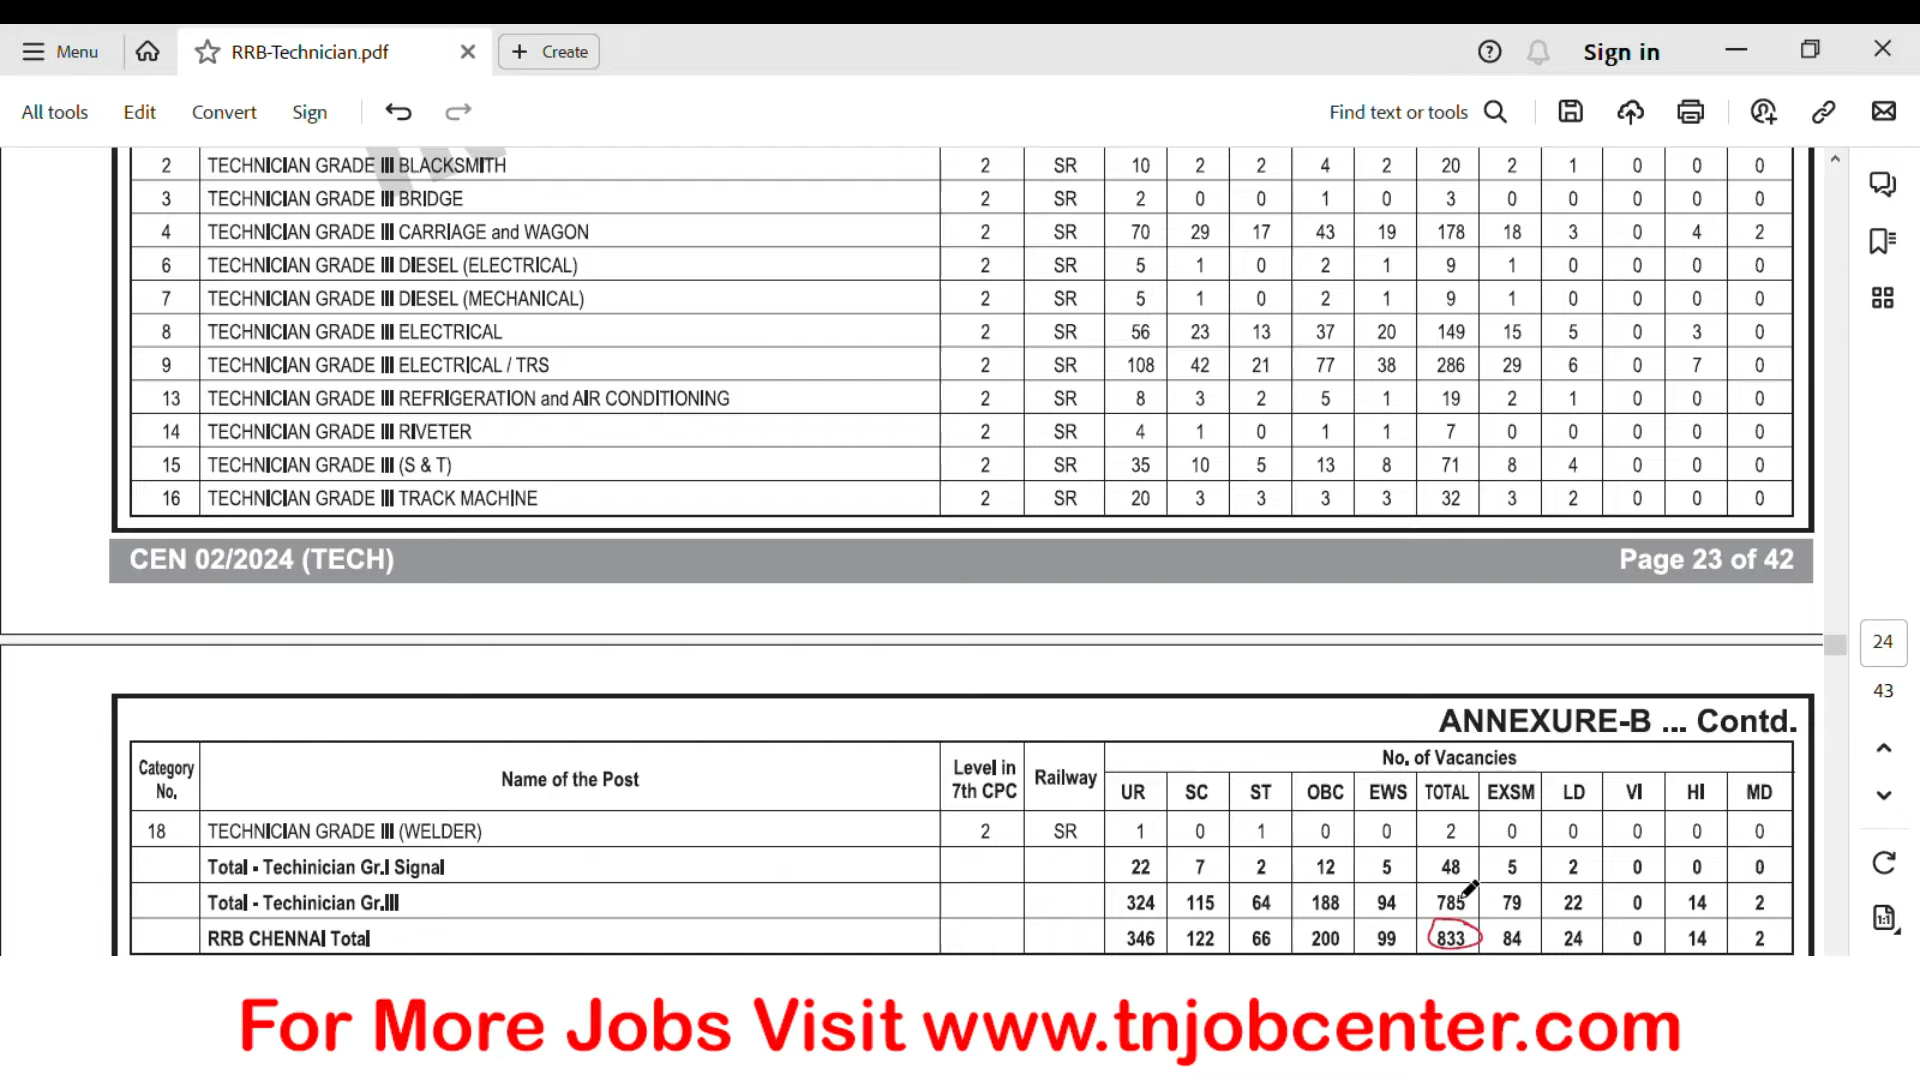 Menu RRB-Technician.pdf Create Sign in
All tools Edit Convert Sign Find text or tools
2 TECHNICIAN GRADE III BLACKSMITH 2 SR 10 2 2 4 2 20 2 1 0 0 0
3 TECHNICIAN GRADE III BRIDGE 2 SR 2 0 0 1 0 3 0 0 0 0 0
4 TECHNICIAN GRADE III CARRIAGE and WAGON 2 SR 70 29 17 43 19 178 18 3 0 4 2
6 TECHNICIAN GRADE III DIESEL (ELECTRICAL) 2 SR 5 1 0 2 1 9 1 0 0 0 0
7 TECHNICIAN GRADE III DIESEL (MECHANICAL) 2 SR 5 1 0 2 1 9 1 0 0 0 0
8 TECHNICIAN GRADE III ELECTRICAL 2 SR 56 23 13 37 20 149 15 5 0 3 0
9 TECHNICIAN GRADE III ELECTRICAL / TRS 2 SR 108 42 21 77 38 286 29 6 0 7 0
13 TECHNICIAN GRADE III REFRIGERATION and AIR CONDITIONING 2 SR 8 3 2 5 1 19 2 1 0 0 0
14 TECHNICIAN GRADE III RIVETER 2 SR 4 1 0 1 1 7 0 0 0 0 0
15 TECHNICIAN GRADE III (S & T) 2 SR 35 10 5 13 8 71 8 4 0 0 0
16 TECHNICIAN GRADE III TRACK MACHINE 2 SR 20 3 3 3 3 32 3 2 0 0 0
CEN 02/2024 (TECH) Page 23 of 42
24
43
ANNEXURE-B ... Contd.
Category No. Name of the Post Level in 7th CPC Railway No. of Vacancies
UR SC ST OBC EWS TOTAL EXSM LD VI HI MD
18 TECHNICIAN GRADE III (WELDER) 2 SR 1 0 1 0 0 2 0 0 0 0 0
Total - Techinician Gr.I Signal 22 7 2 12 5 48 5 2 0 0 0
Total - Techinician Gr.III 324 115 64 188 94 785 79 22 0 14 2
RRB CHENNAI Total 346 122 66 200 99 833 84 24 0 14 2
For More Jobs Visit www.tnjobcenter.com